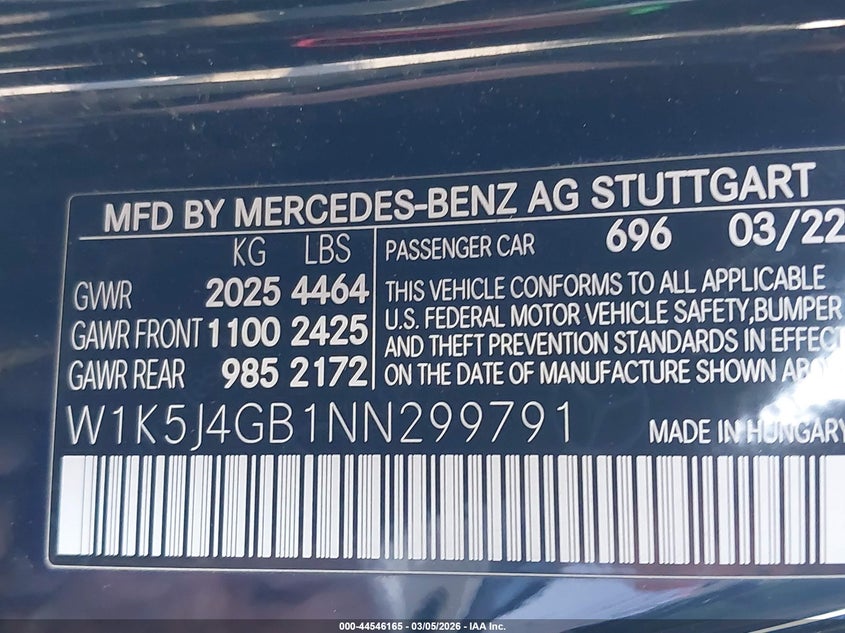 MFD BY MERCEDES-BENZ AG STUTTGART
KG LBS
PASSENGER CAR 696 03/22
GVWR 2025 4464
GAWR FRONT 1100 2425
GAWR REAR 985 2172
THIS VEHICLE CONFORMS TO ALL APPLICABLE
U.S. FEDERAL MOTOR VEHICLE SAFETY,BUMPER
AND THEFT PREVENTION STANDARDS IN EFFECT
ON THE DATE OF MANUFACTURE SHOWN ABOVE
W1K5J4GB1NN299791
MADE IN HUNGARY
000-44546165 - 03/05/2026 - IAA Inc.